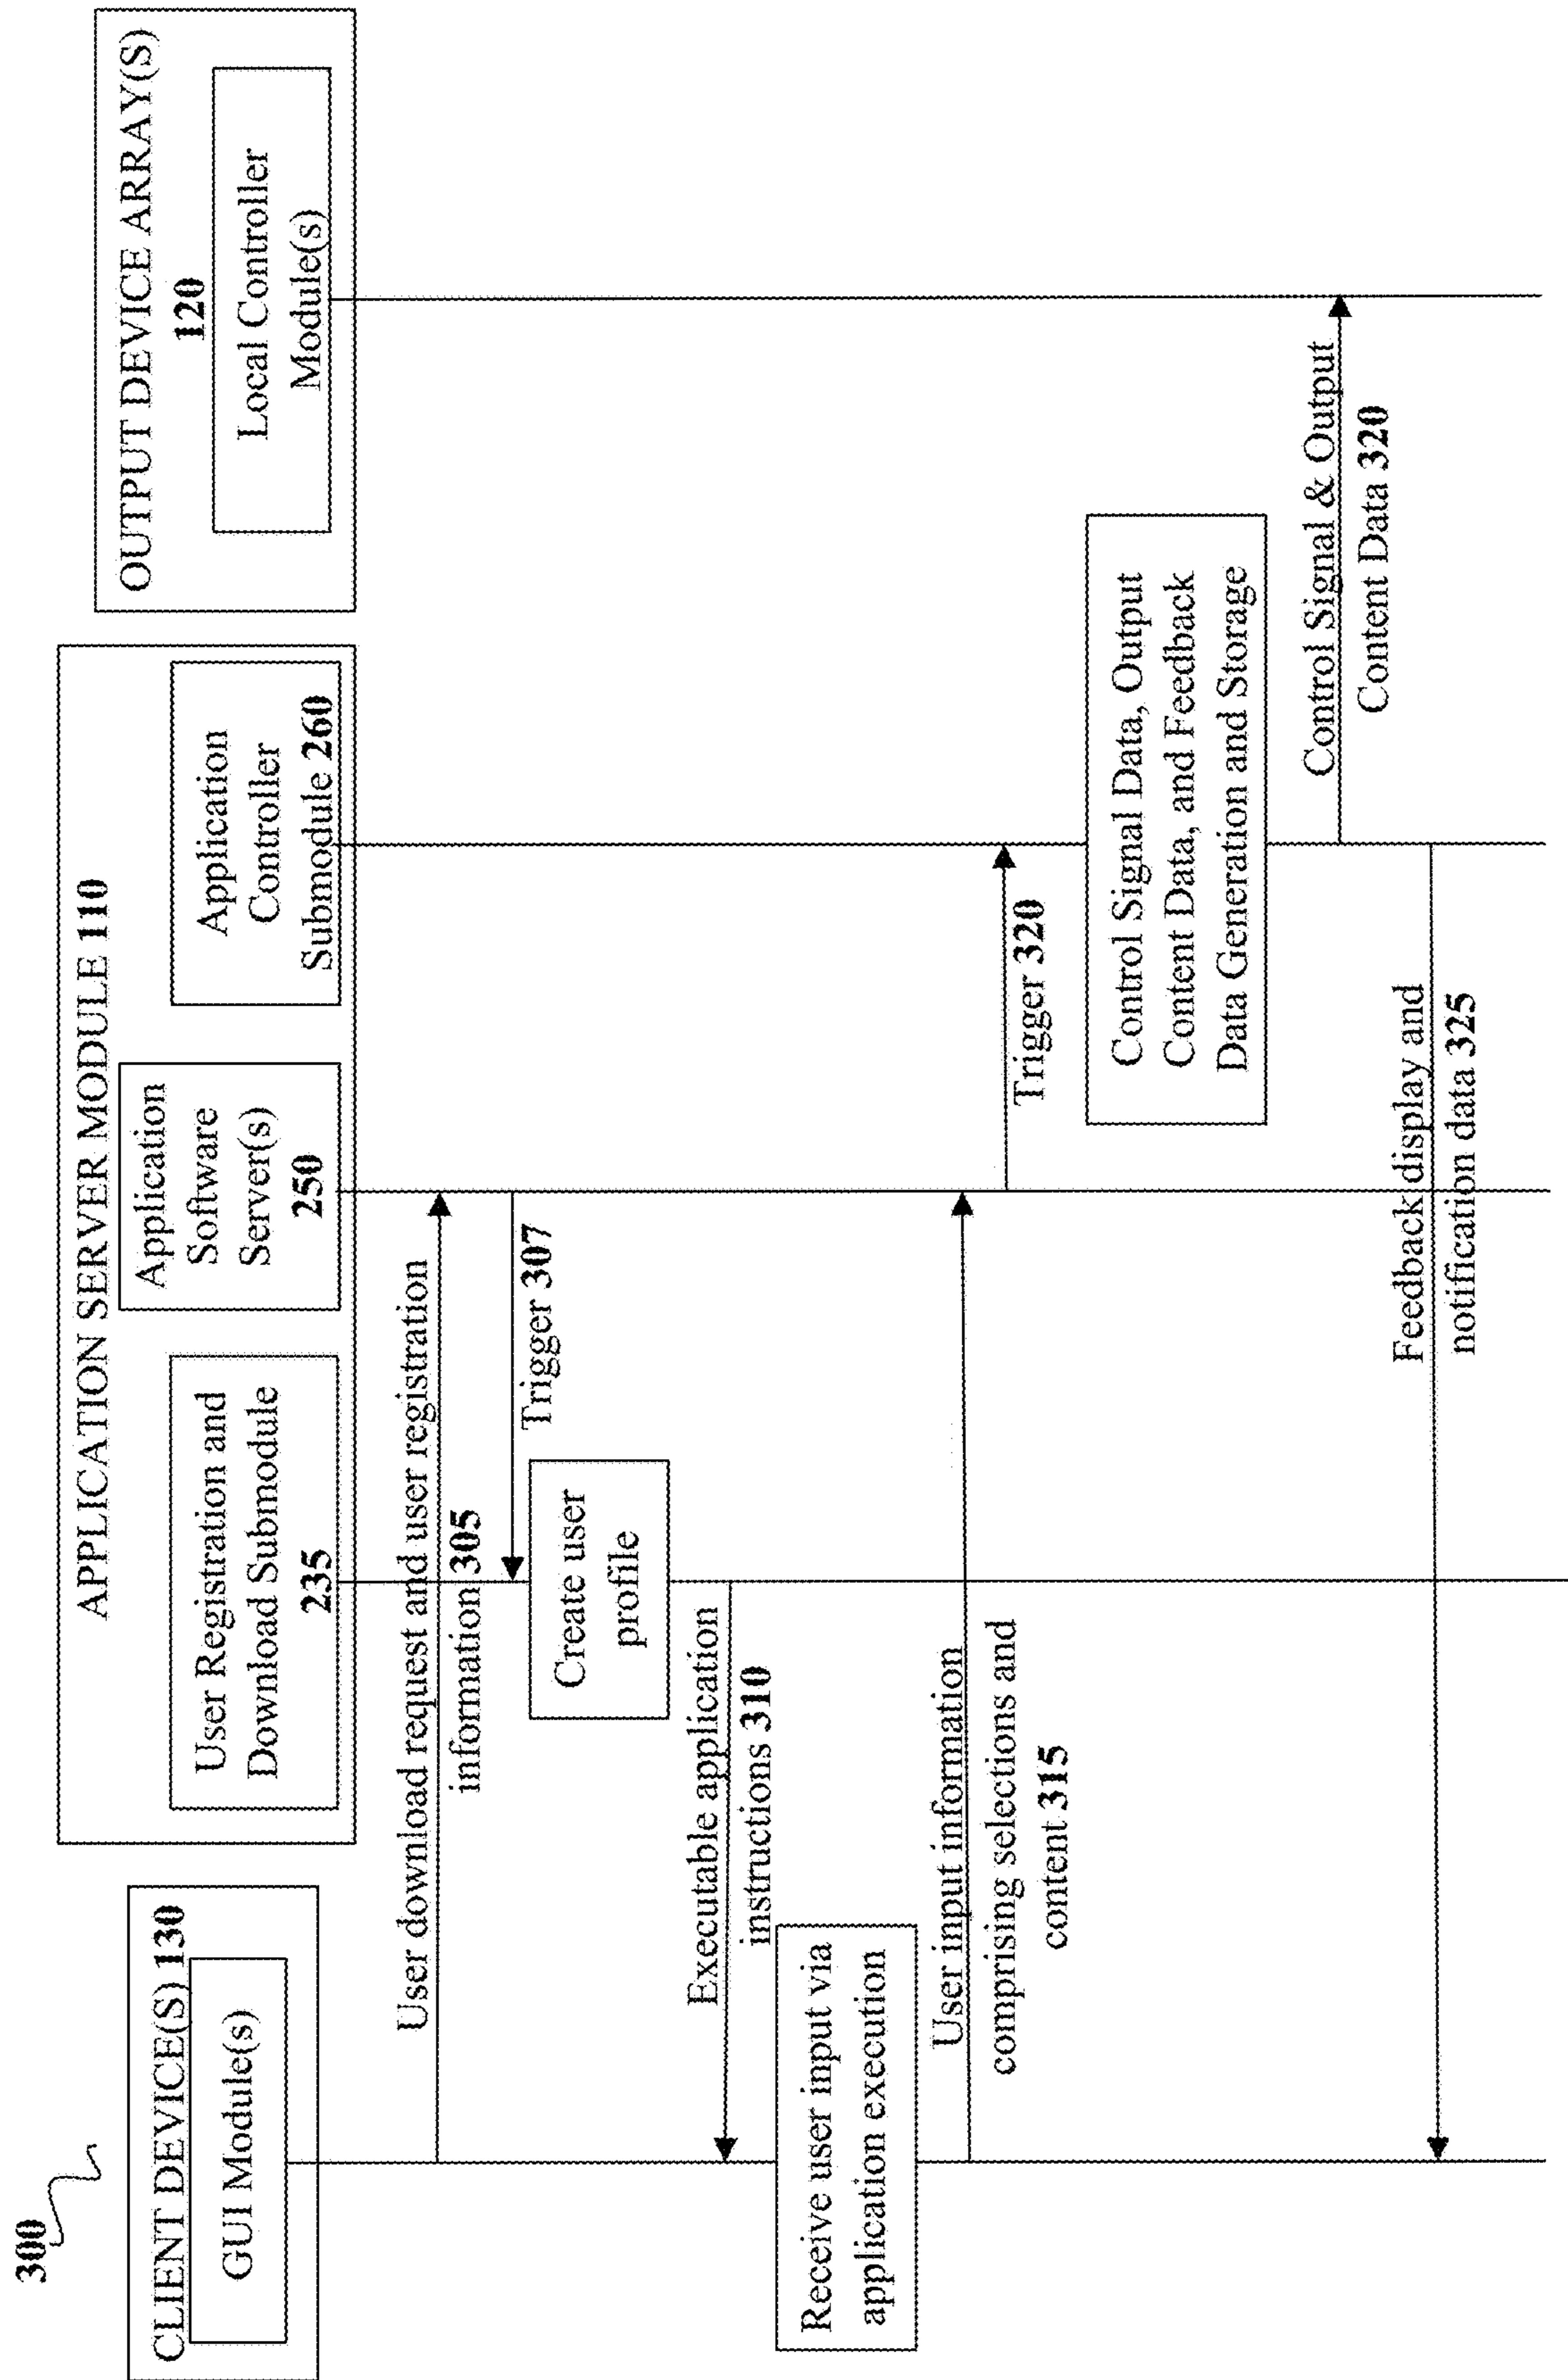 300
CLIENT DEVICE(S) 130
GUI Module(s)
APPLICATION SERVER MODULE 110
User Registration and
Download Submodule
235
Application
Software
Server(s)
250
Application
Controller
Submodule 260
OUTPUT DEVICE ARRAY(S)
120
Local Controller
Module(s)
User download request and user registration
information 305
Trigger 307
Create user
profile
Executable application
instructions 310
Receive user input via
application execution
User input information
comprising selections and
content 315
Trigger 320
Control Signal Data, Output
Content Data, and Feedback
Data Generation and Storage
Control Signal & Output
Content Data 320
Feedback display and
notification data 325